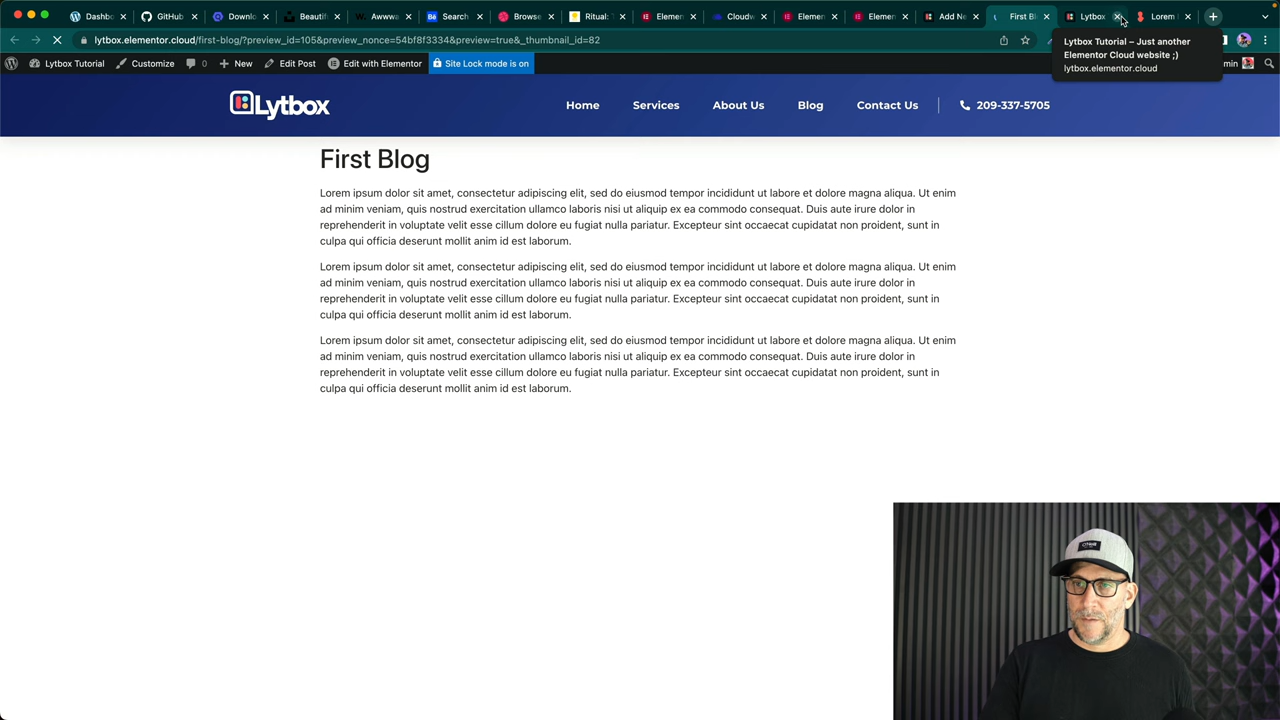 Dashbo
GitHub
Downlo
Beautif
Awwwa
Search
Browse
Ritual: T
Elemen
Cloudw
Elemen
Elemen
Add Ne
First Bl
Lytbox
Lorem I
lytbox.elementor.cloud/first-blog/?preview_id=105&preview_nonce=54bf8f3334&preview=true&_thumbnail_id=82
Lytbox Tutorial – Just another
Elementor Cloud website ;)
lytbox.elementor.cloud
Lytbox Tutorial
Customize
0
New
Edit Post
Edit with Elementor
Site Lock mode is on
min
Lytbox
Home
Services
About Us
Blog
Contact Us
209-337-5705
First Blog
Lorem ipsum dolor sit amet, consectetur adipiscing elit, sed do eiusmod tempor incididunt ut labore et dolore magna aliqua. Ut enim
ad minim veniam, quis nostrud exercitation ullamco laboris nisi ut aliquip ex ea commodo consequat. Duis aute irure dolor in
reprehenderit in voluptate velit esse cillum dolore eu fugiat nulla pariatur. Excepteur sint occaecat cupidatat non proident, sunt in
culpa qui officia deserunt mollit anim id est laborum.
Lorem ipsum dolor sit amet, consectetur adipiscing elit, sed do eiusmod tempor incididunt ut labore et dolore magna aliqua. Ut enim
ad minim veniam, quis nostrud exercitation ullamco laboris nisi ut aliquip ex ea commodo consequat. Duis aute irure dolor in
reprehenderit in voluptate velit esse cillum dolore eu fugiat nulla pariatur. Excepteur sint occaecat cupidatat non proident, sunt in
culpa qui officia deserunt mollit anim id est laborum.
Lorem ipsum dolor sit amet, consectetur adipiscing elit, sed do eiusmod tempor incididunt ut labore et dolore magna aliqua. Ut enim
ad minim veniam, quis nostrud exercitation ullamco laboris nisi ut aliquip ex ea commodo consequat. Duis aute irure dolor in
reprehenderit in voluptate velit esse cillum dolore eu fugiat nulla pariatur. Excepteur sint occaecat cupidatat non proident, sunt in
culpa qui officia deserunt mollit anim id est laborum.